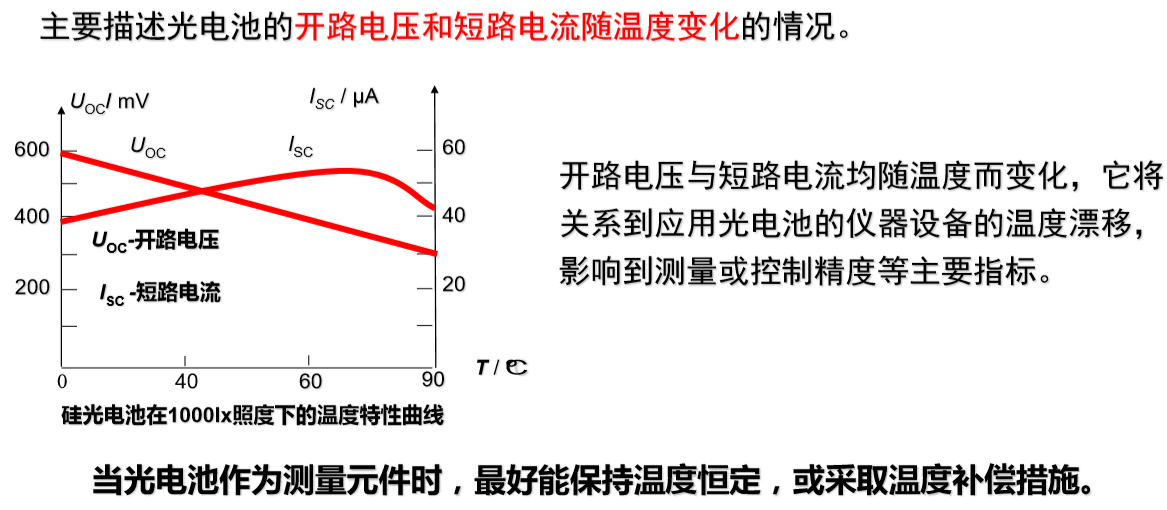 主要描述光电池的开路电压和短路电流随温度变化的情况。
UOC/ mV
ISC / μA
UOC
ISC
600
400
200
60
40
20
UOC-开路电压
ISC -短路电流
0
40
60
90
T / ℃
硅光电池在1000lx照度下的温度特性曲线
开路电压与短路电流均随温度而变化，它将
关系到应用光电池的仪器设备的温度漂移，
影响到测量或控制精度等主要指标。
当光电池作为测量元件时，最好能保持温度恒定，或采取温度补偿措施。